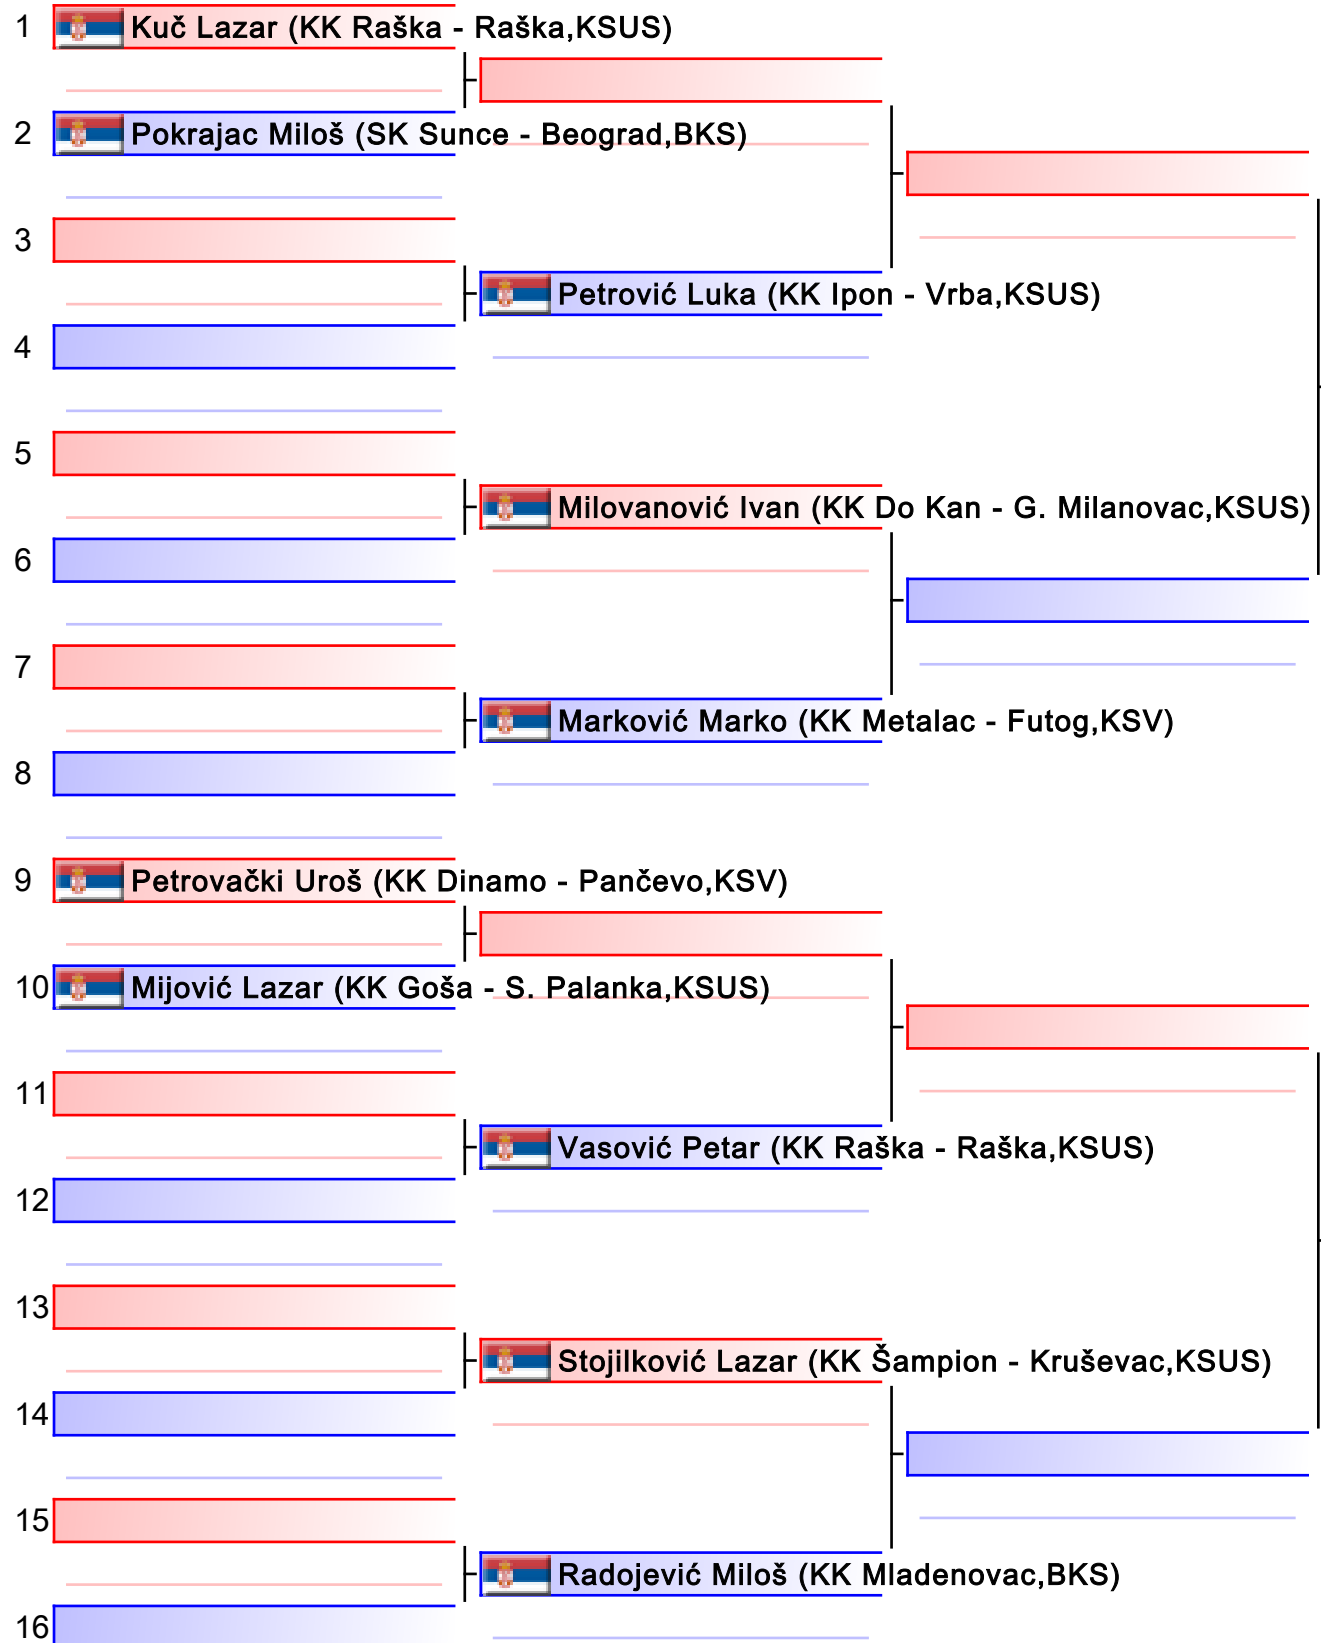 1 Kuč Lazar (KK Raška - Raška,KSUS)
2 Pokrajac Miloš (SK Sunce - Beograd,BKS)
3
Petrović Luka (KK Ipon - Vrba,KSUS)
4
5
Milovanović Ivan (KK Do Kan - G. Milanovac,KSUS)
6
7
Marković Marko (KK Metalac - Futog,KSV)
8
9 Petrovački Uroš (KK Dinamo - Pančevo,KSV)
10 Mijović Lazar (KK Goša - S. Palanka,KSUS)
11
Vasović Petar (KK Raška - Raška,KSUS)
12
13
Stojilković Lazar (KK Šampion - Kruševac,KSUS)
14
15
Radojević Miloš (KK Mladenovac,BKS)
16